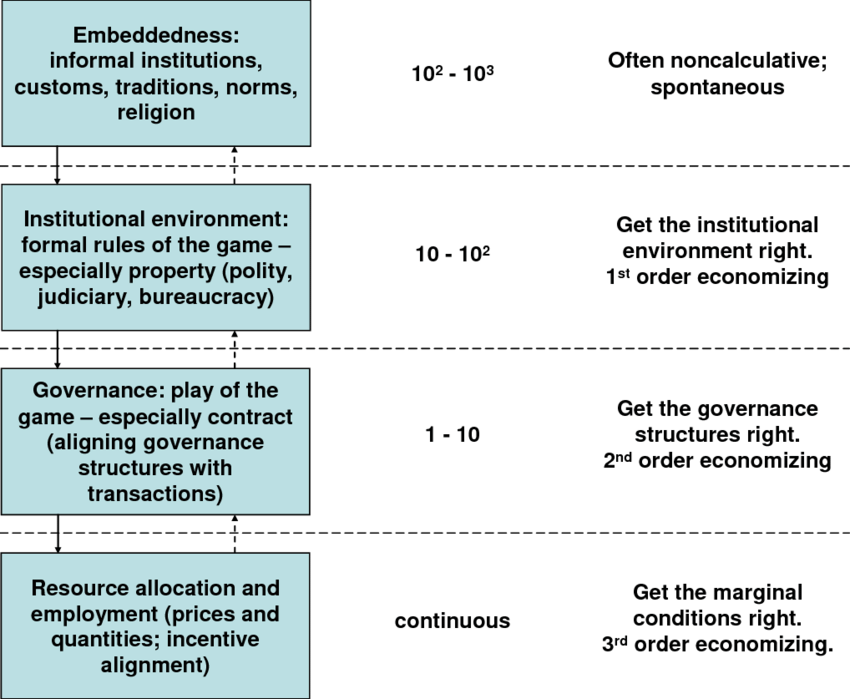 Embeddedness:
informal institutions,
customs, traditions, norms,
religion
10² - 10³
Often noncalculative;
spontaneous
Institutional environment:
formal rules of the game –
especially property (polity,
judiciary, bureaucracy)
10 - 10²
Get the institutional
environment right.
1ˢᵗ order economizing
Governance: play of the
game – especially contract
(aligning governance
structures with
transactions)
1 - 10
Get the governance
structures right.
2ⁿᵈ order economizing
Resource allocation and
employment (prices and
quantities; incentive
alignment)
continuous
Get the marginal
conditions right.
3ʳᵈ order economizing.